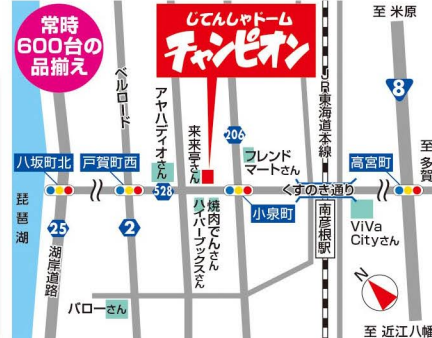 常時
600台の
品揃え
じてんしゃドーム
チャンピオン
至 米原
8
ベルロード
アヤハディオさん
来来亭さん
206
フレンド
マートさん
JR東海道本線
高宮町
至 多賀
八坂町北
戸賀町西
528
くすのき通り
小泉町
焼肉でんさん
ハイパーブックスさん
南彦根駅
ViVa
Cityさん
琵琶湖
25
湖岸道路
2
バローさん
N
至 近江八幡